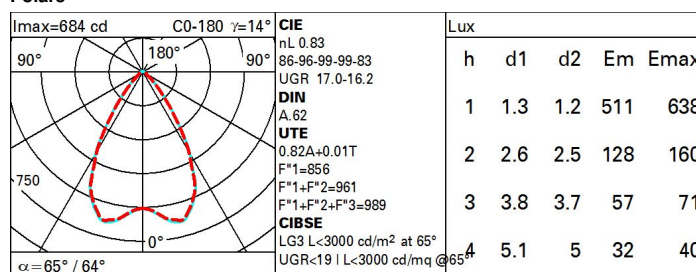 Imax=684 cd C0-180 γ=14°
90° 180° 90°
750
0°
α=65° / 64°
CIE
nL 0.83
86-96-99-99-83
UGR 17.0-16.2
DIN
A.62
UTE
0.82A+0.01T
F"1=856
F"1+F"2=961
F"1+F"2+F"3=989
CIBSE
LG3 L<3000 cd/m² at 65°
UGR<19 | L<3000 cd/mq @65°
Lux
h d1 d2 Em Emax
1 1.3 1.2 511 638
2 2.6 2.5 128 160
3 3.8 3.7 57 71
4 5.1 5 32 40